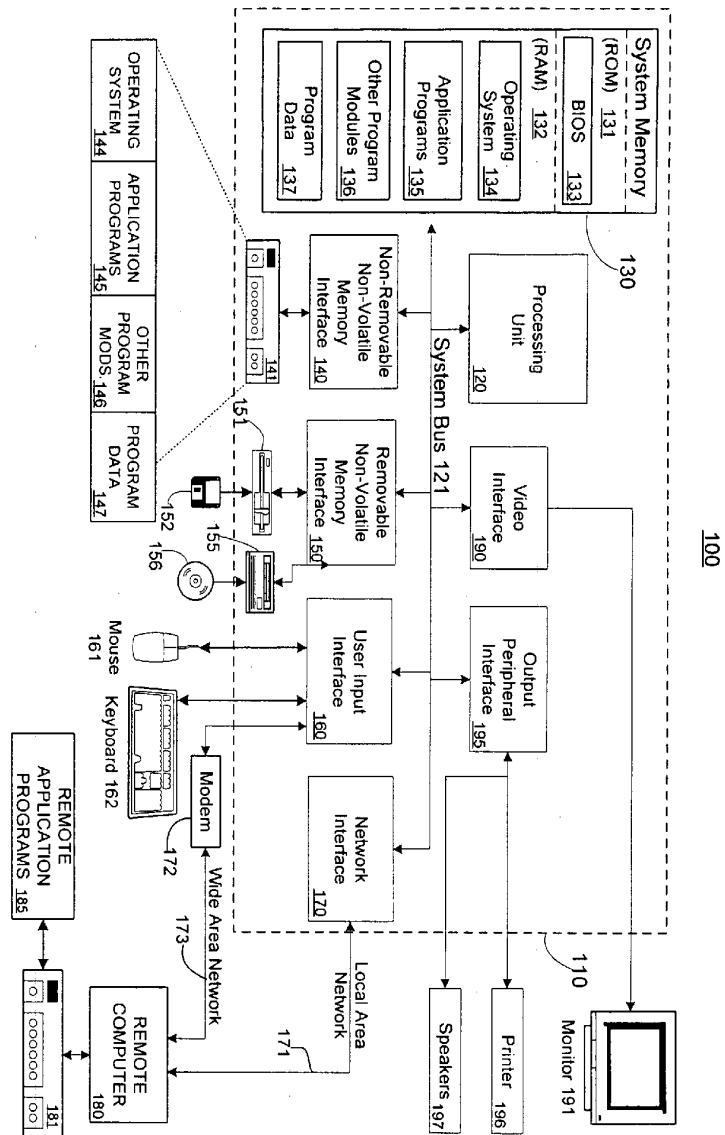 100
System Memory
(ROM) 131
BIOS
133
(RAM) 132
Operating
System 134
Application
Programs 135
Other Program
Modules 136
Program
Data 137
130
Processing
Unit
120
Video
Interface
190
Output
Peripheral
Interface
195
110
Monitor 191
Printer 196
Speakers 197
System Bus 121
Non-Removable
Non-Volatile
Memory
Interface 140
Removable
Non-Volatile
Memory
Interface 150
User Input
Interface
160
Network
Interface
170
Local Area
Network
171
141
151
152
155
156
Mouse
161
Keyboard 162
Modem
172
Wide Area Network
173
REMOTE
COMPUTER
180
181
REMOTE
APPLICATION
PROGRAMS 185
OPERATING
SYSTEM 144
APPLICATION
PROGRAMS 145
OTHER
PROGRAM
MODS. 146
PROGRAM
DATA 147